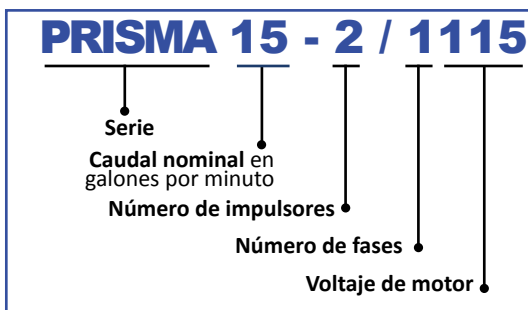 PRISMA 15 - 2 / 1115
Serie
Caudal nominal en
galones por minuto
Número de impulsores
Número de fases
Voltaje de motor